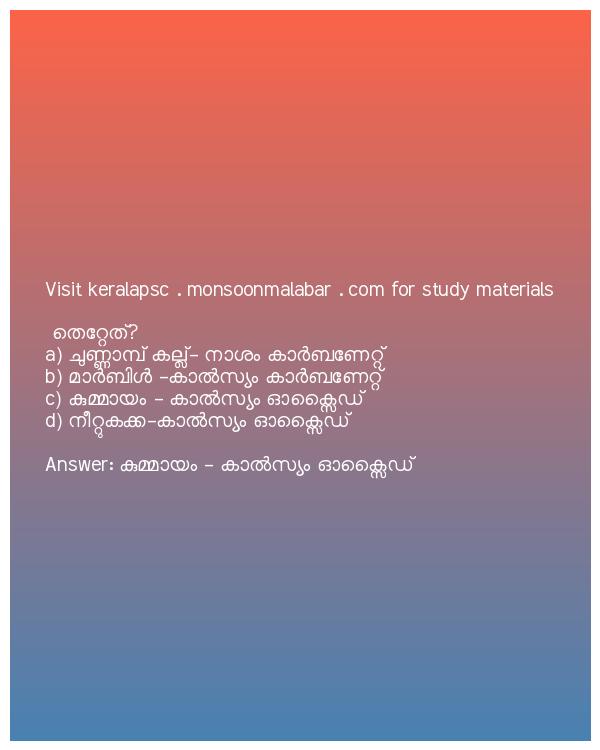 Visit keralapsc . monsoonmalabar . com for study materials
തെറ്റേത്?
a) ചുണ്ണാമ്പ് കല്ല്- നാശം കാർബണേറ്റ്
b) മാർബിൾ -കാൽസ്യം കാർബണേറ്റ്
c) കുമ്മായം - കാൽസ്യം ഓക്സൈഡ്
d) നീറ്റുകക്ക-കാൽസ്യം ഓക്സൈഡ്
Answer: കുമ്മായം - കാൽസ്യം ഓക്സൈഡ്